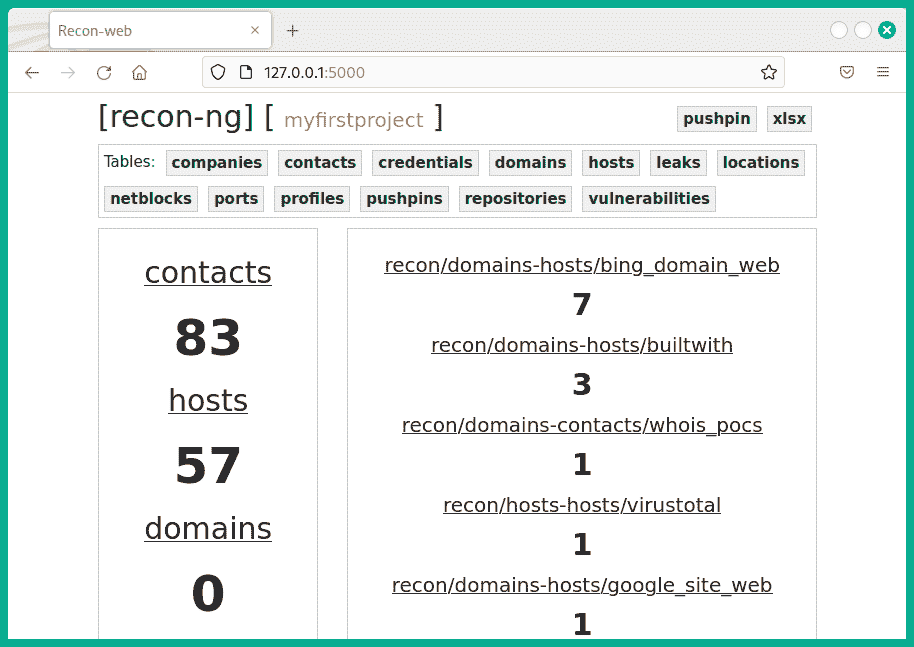 Recon-web
127.0.0.1:5000
[recon-ng] [ myfirstproject ] pushpin xlsx
Tables: companies contacts credentials domains hosts leaks locations
netblocks ports profiles pushpins repositories vulnerabilities
contacts
83
hosts
57
domains
0
recon/domains-hosts/bing_domain_web
7
recon/domains-hosts/builtwith
3
recon/domains-contacts/whois_pocs
1
recon/hosts-hosts/virustotal
1
recon/domains-hosts/google_site_web
1